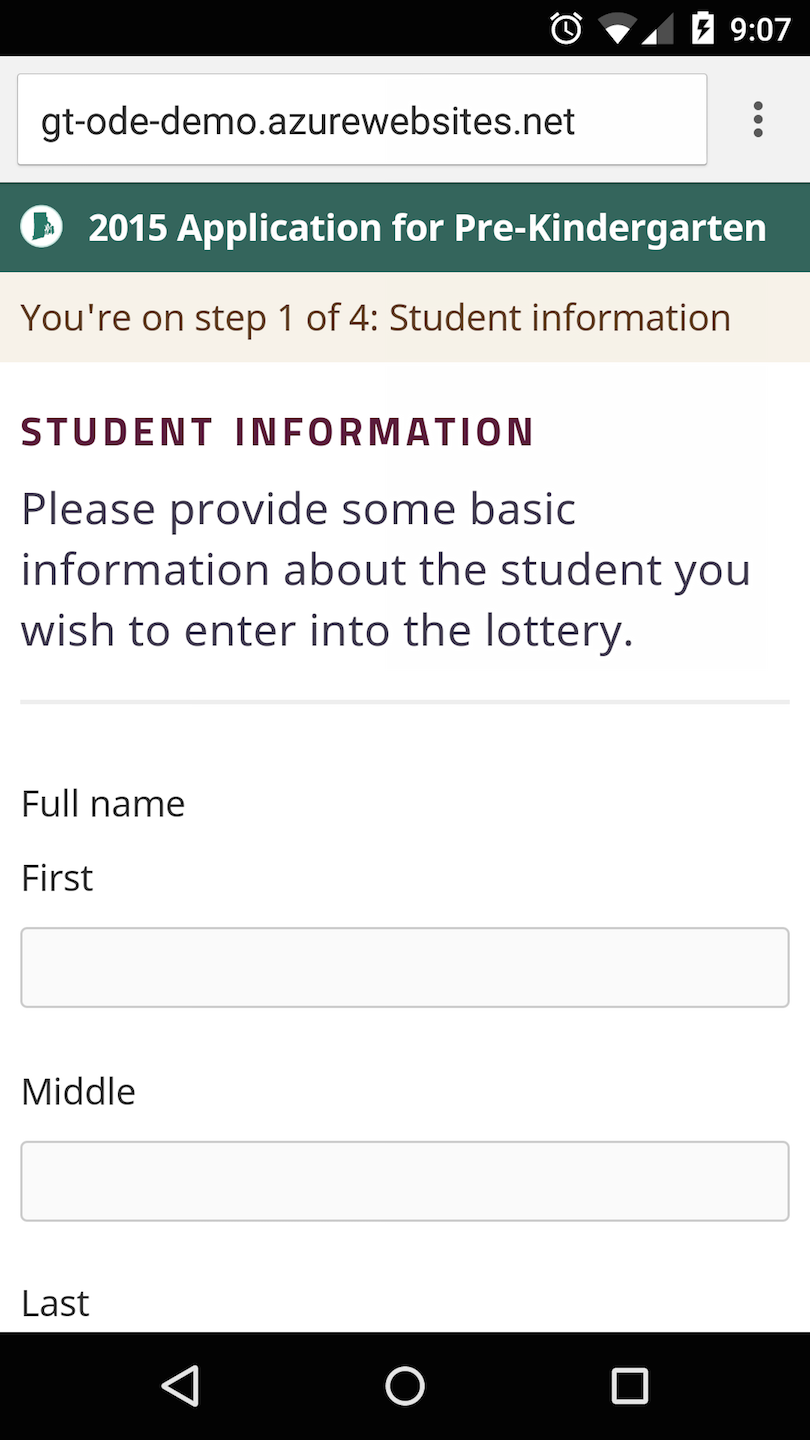 9:07
gt-ode-demo.azurewebsites.net
2015 Application for Pre-Kindergarten
You're on step 1 of 4: Student information
STUDENT INFORMATION
Please provide some basic
information about the student you
wish to enter into the lottery.
Full name
First
Middle
Last